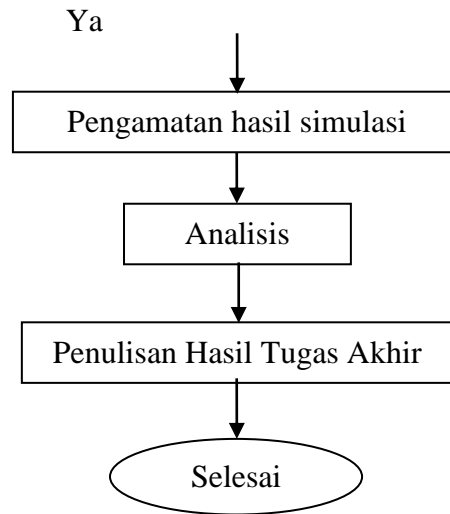 Ya
Pengamatan hasil simulasi
Analisis
Penulisan Hasil Tugas Akhir
Selesai